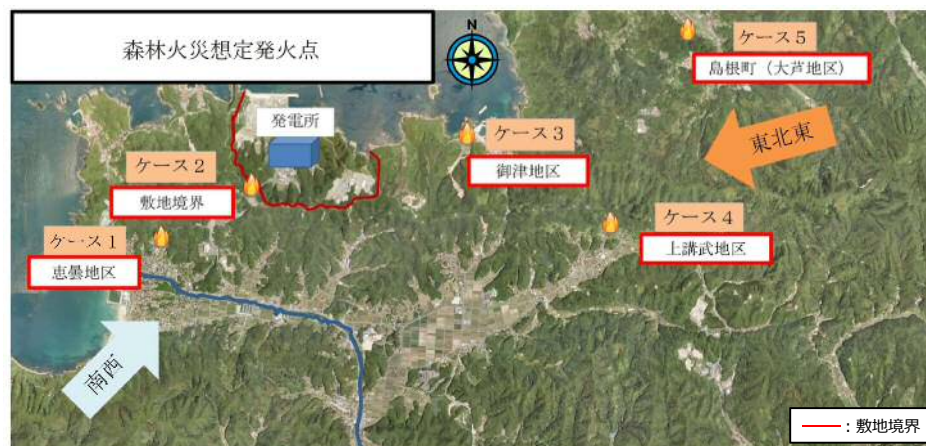 森林火災想定発火点
N
ケース5
島根町（大芦地区）
発電所
ケース3
御津地区
東北東
ケース2
敷地境界
ケース4
上講武地区
ケース1
恵曇地区
南西
：敷地境界